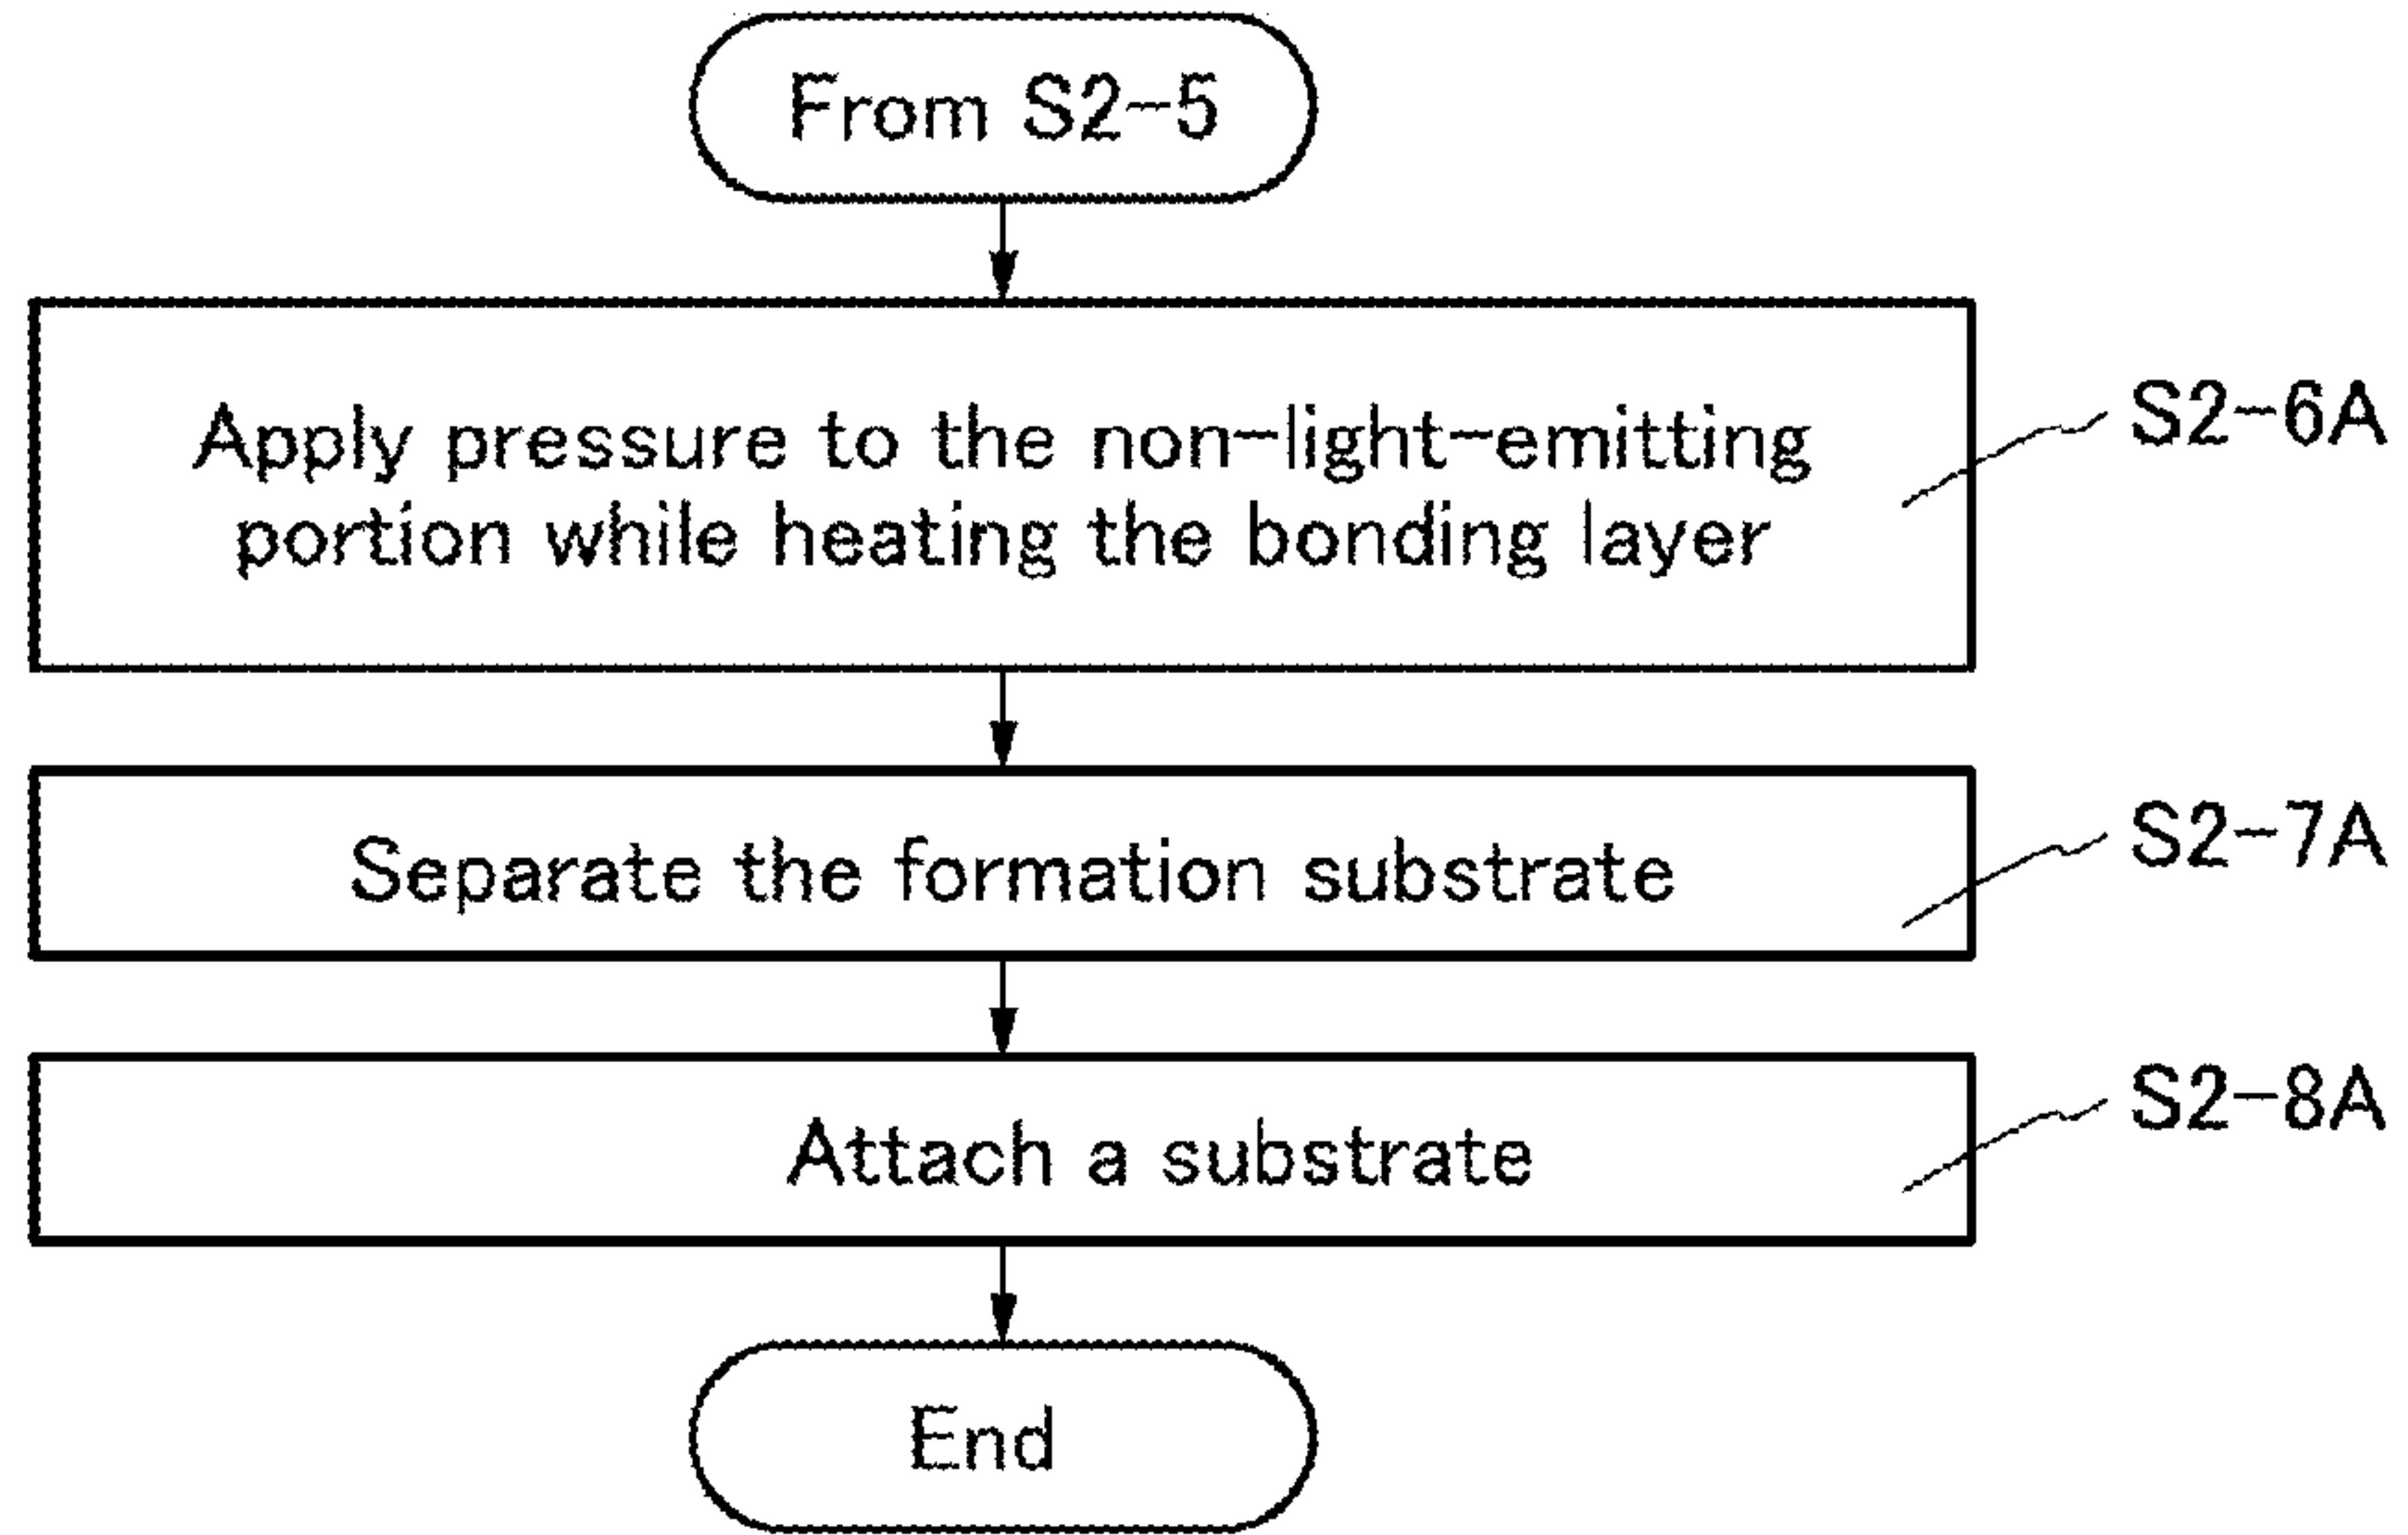 From S2-5
Apply pressure to the non-light-emitting
portion while heating the bonding layer
S2-6A
Separate the formation substrate
S2-7A
Attach a substrate
S2-8A
End